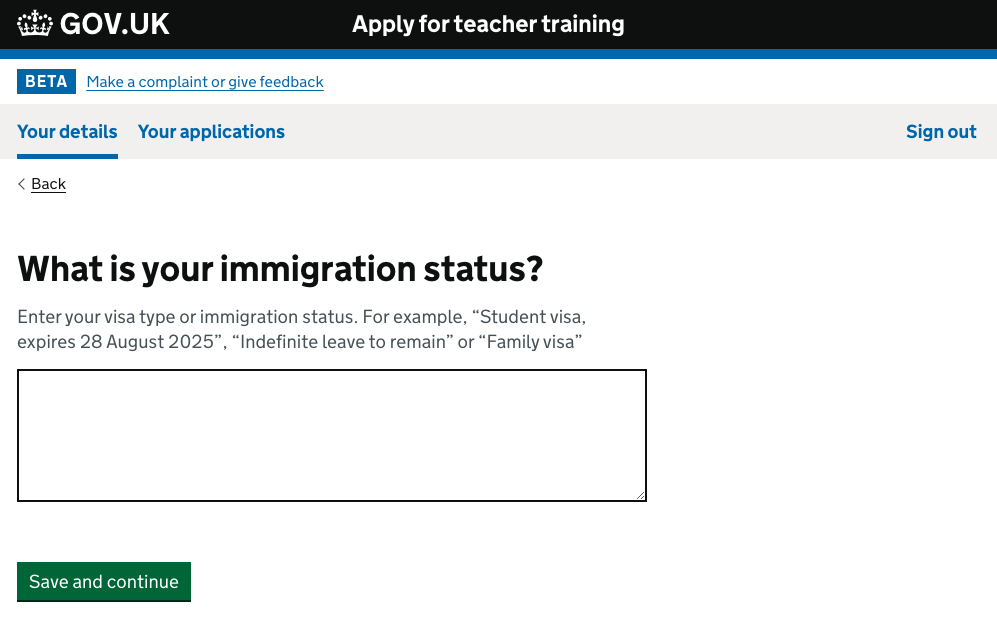 GOV.UK
Apply for teacher training
BETA Make a complaint or give feedback
Your details Your applications Sign out
Back
What is your immigration status?
Enter your visa type or immigration status. For example, “Student visa,
expires 28 August 2025”, “Indefinite leave to remain” or “Family visa”
Save and continue